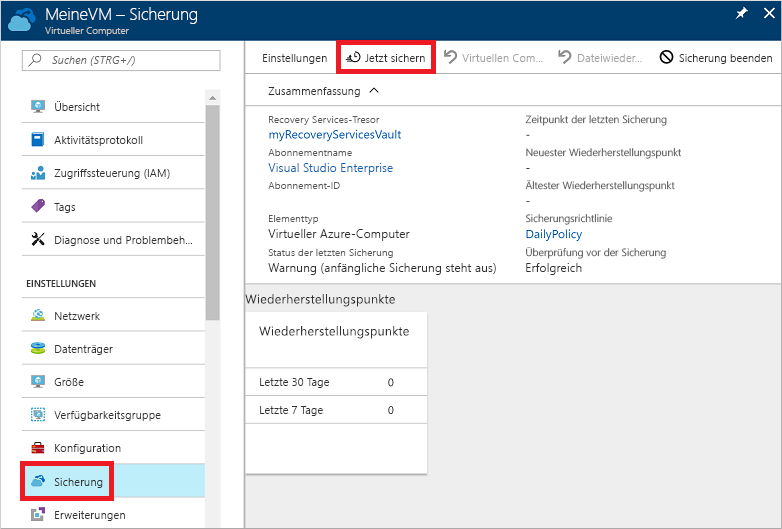 MeineVM – Sicherung
Virtueller Computer
Suchen (STRG+/)
Übersicht
Aktivitätsprotokoll
Zugriffssteuerung (IAM)
Tags
Diagnose und Problembeh...
EINSTELLUNGEN
Netzwerk
Datenträger
Größe
Verfügbarkeitsgruppe
Konfiguration
Sicherung
Erweiterungen
Einstellungen
Jetzt sichern
Virtuellen Com...
Dateiwieder...
Sicherung beenden
Zusammenfassung
Recovery Services-Tresor
myRecoveryServicesVault
Abonnementname
Visual Studio Enterprise
Abonnement-ID
Elementtyp
Virtueller Azure-Computer
Status der letzten Sicherung
Warnung (anfängliche Sicherung steht aus)
Zeitpunkt der letzten Sicherung
-
Neuester Wiederherstellungspunkt
-
Ältester Wiederherstellungspunkt
-
Sicherungsrichtlinie
DailyPolicy
Überprüfung vor der Sicherung
Erfolgreich
Wiederherstellungspunkte
Wiederherstellungspunkte
Letzte 30 Tage 0
Letzte 7 Tage 0